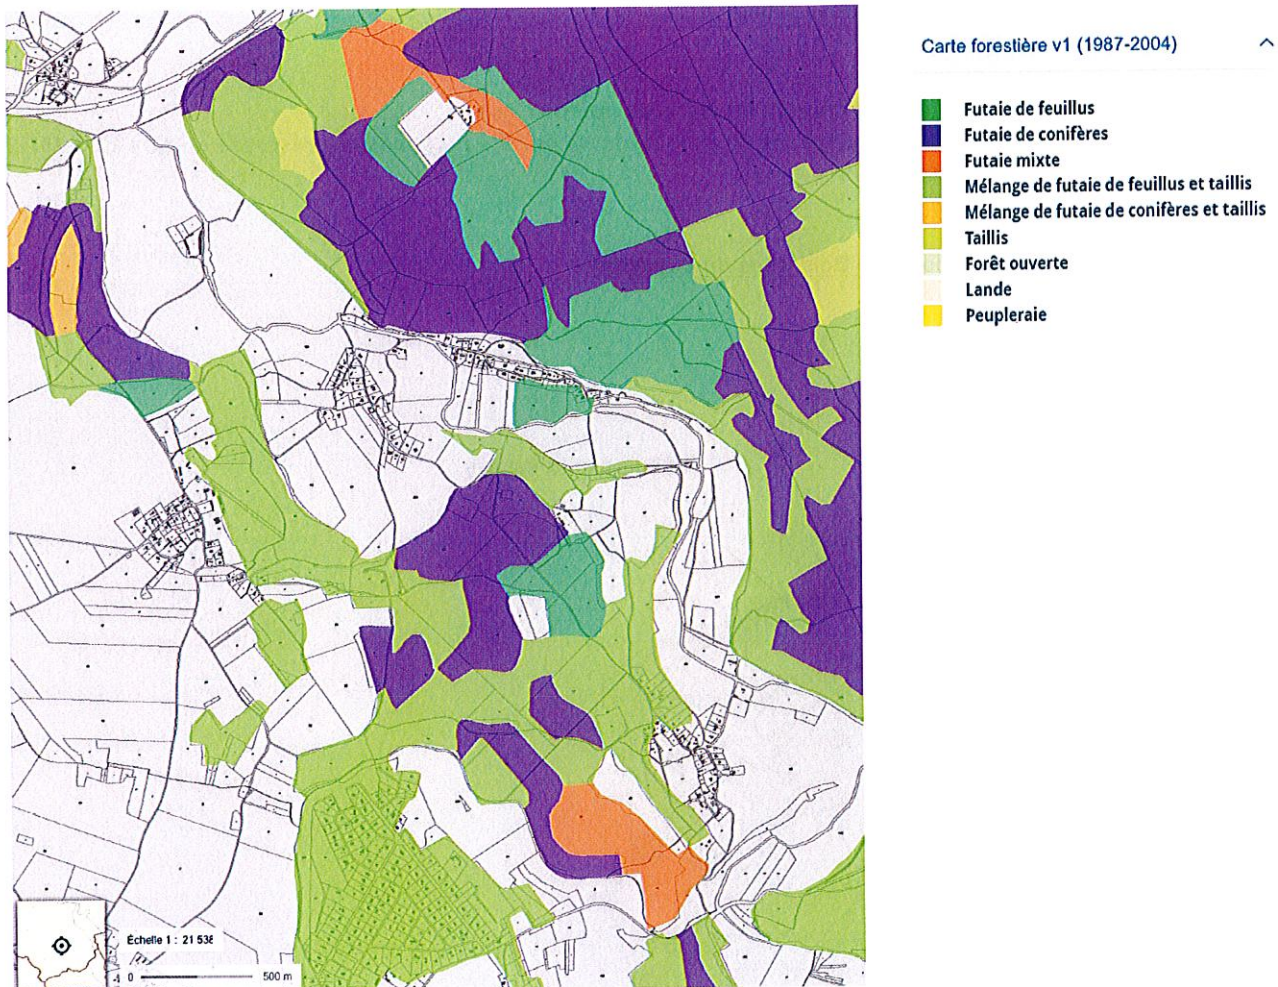 Carte forestière v1 (1987-2004)
Futaie de feuillus
Futaie de conifères
Futaie mixte
Mélange de futaie de feuillus et taillis
Mélange de futaie de conifères et taillis
Taillis
Forêt ouverte
Lande
Peupleraie
Échelle 1 : 21 538
0 500 m